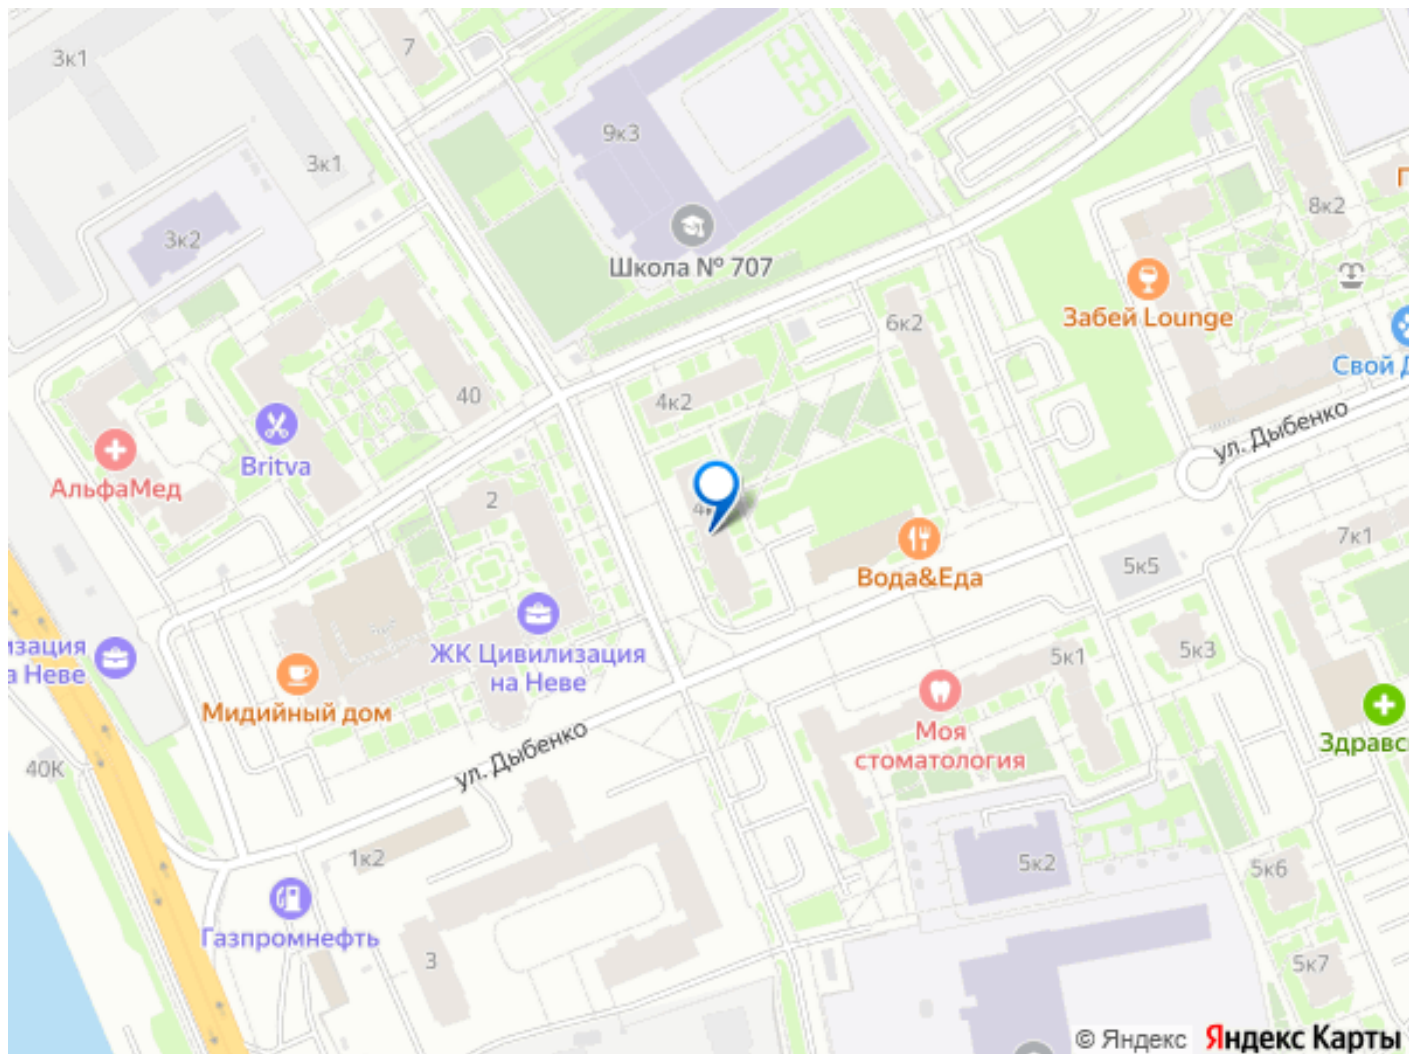 3к1
7
9к3
3к1
8к2
3к2
Школа № 707
Забей Lounge
6к2
Свой
40
4к2
ул. Дыбенко
Britva
АльфаМед
2
7к1
Вода&Еда
5к5
ЖК Цивилизация
на Неве
изация
а Неве
5к1
5к3
Мидийный дом
Моя
стоматология
Здравс
ул. Дыбенко
40К
1к2
5к2
5к6
Газпромнефть
3
5к7
© Яндекс Яндекс Карты